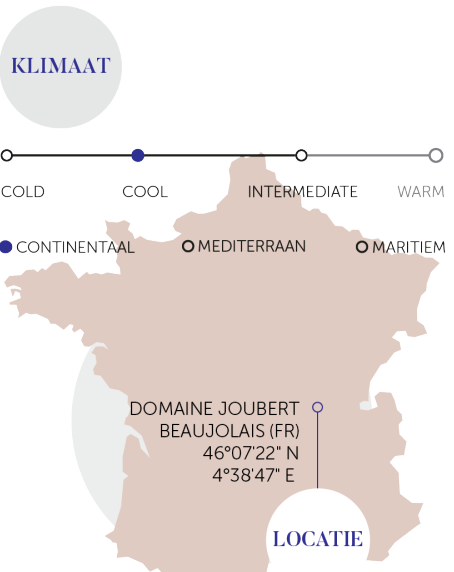 KLIMAAT
COLD COOL INTERMEDIATE WARM
CONTINENTAAL MEDITERRAAN MARITIEM
DOMAINE JOUBERT
BEAUJOLAIS (FR)
46°07'22" N
4°38'47" E
LOCATIE